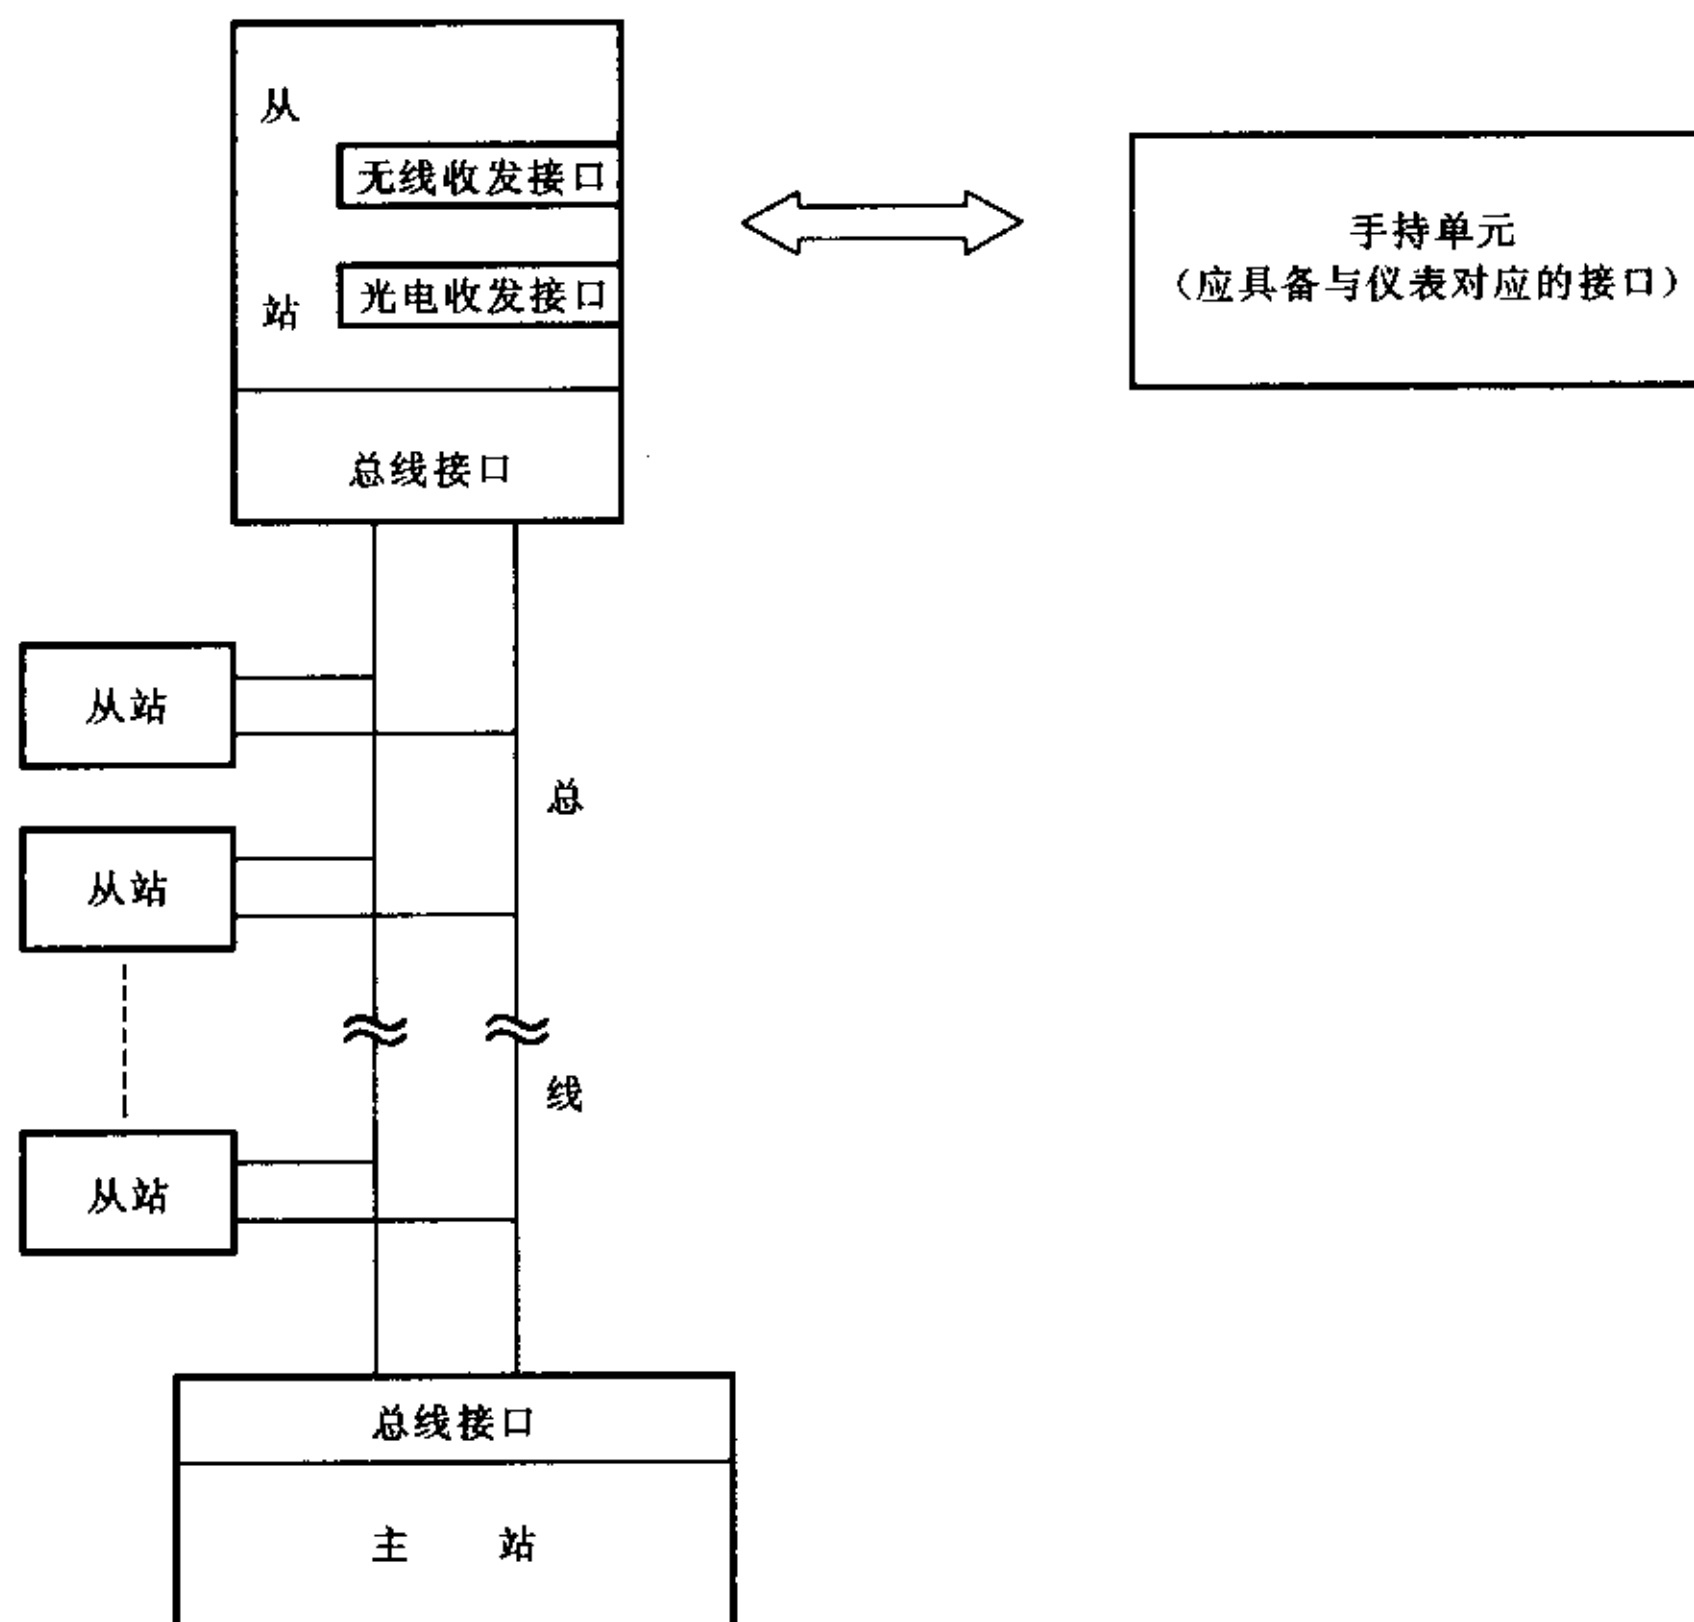 从
站
无线收发接口
光电收发接口
总线接口
手持单元
（应具备与仪表对应的接口）
从站
从站
从站
总
线
总线接口
主 站